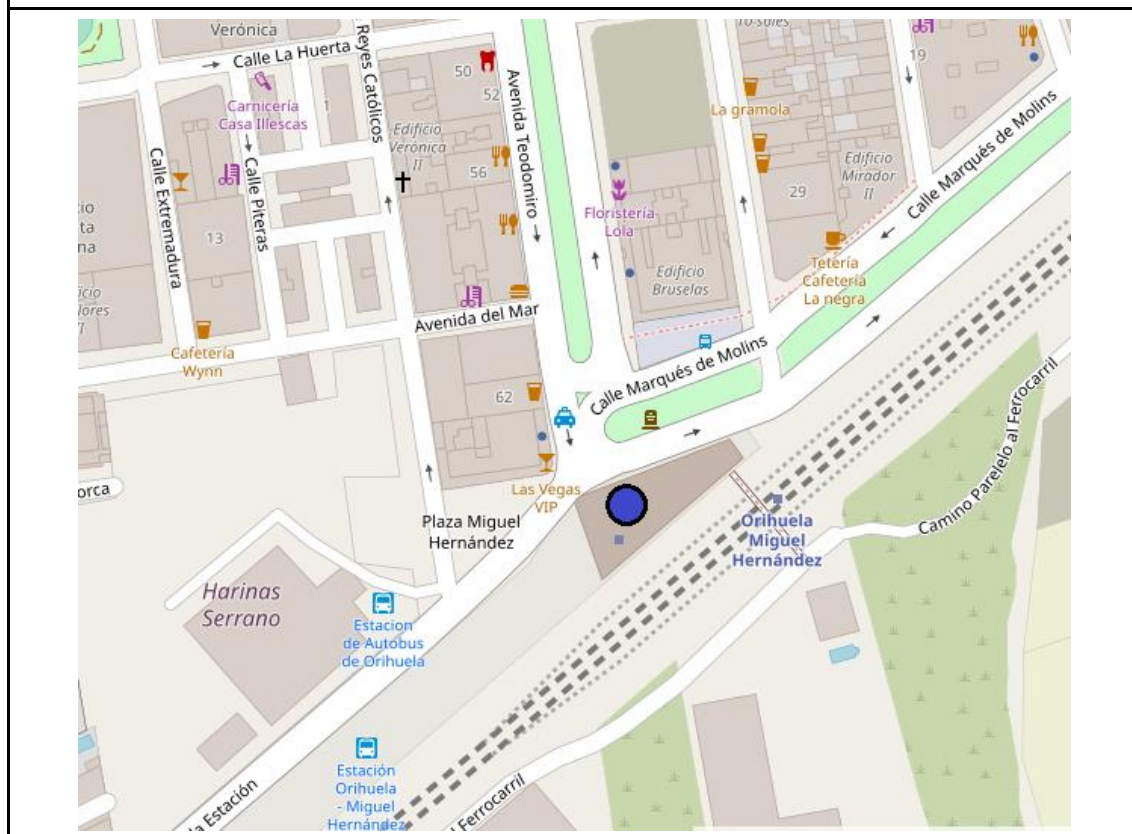 Verónica
Calle La Huerta
Reyes Católicos
50
52
Carnicería
Casa Illescas
1
Edificio
Verónica
II
56
Avenida Teodomiro
19
La gramola
Calle Marqués de Molins
Edificio
Mirador
II
29
Calle Extremadura
Calle Piteras
13
Floristería
Lola
Edificio
Bruselas
Tetería
Cafetería
La negra
Avenida del Mar
Cafetería
Wynn
62
Calle Marqués de Molins
Las Vegas
VIP
Plaza Miguel
Hernández
Orihuela
Miguel
Hernández
Camino Parelelo al Ferrocarril
Harinas
Serrano
Estacion
de Autobus
de Orihuela
Estación
Orihuela
- Miguel
Hernández
la Estación
l Ferrocarril